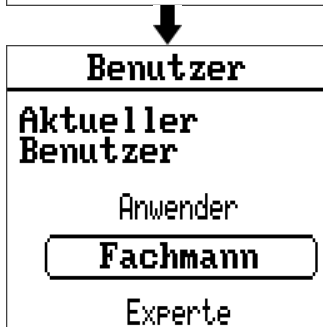 Benutzer
Aktueller
Benutzer
Anwender
Fachmann
Experte